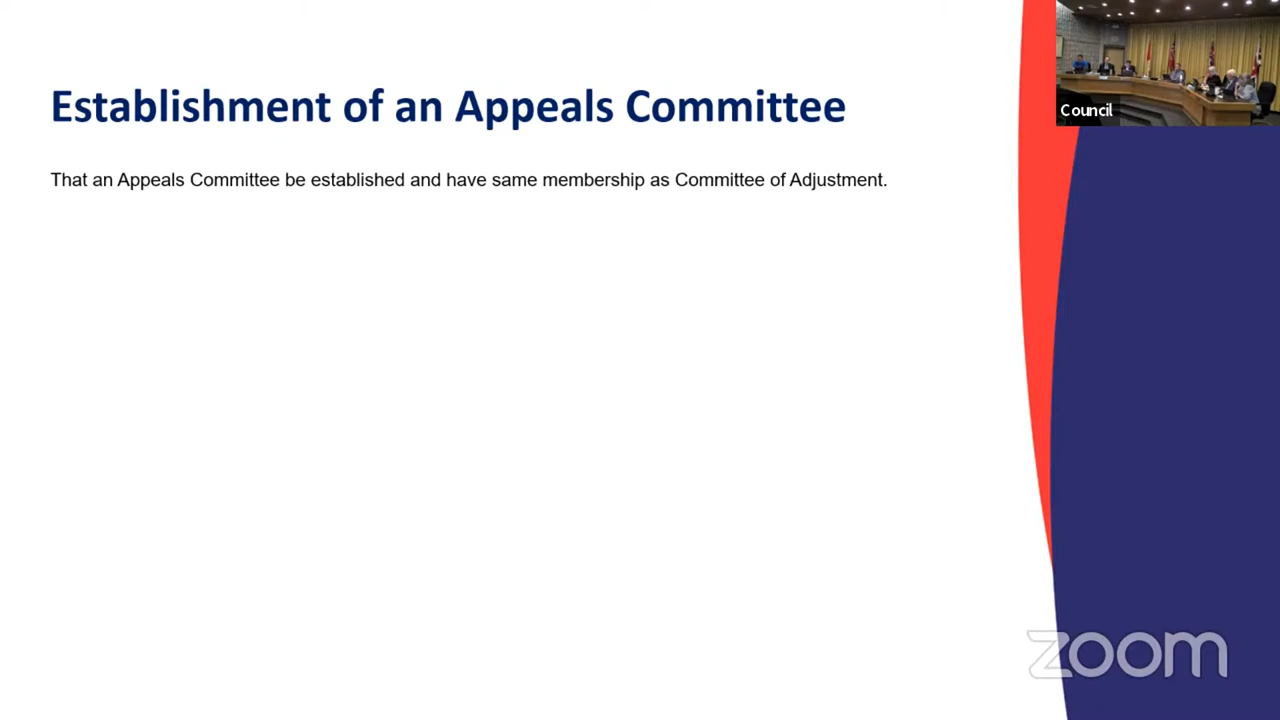 Establishment of an Appeals Committee
Council
That an Appeals Committee be established and have same membership as Committee of Adjustment.
zoom